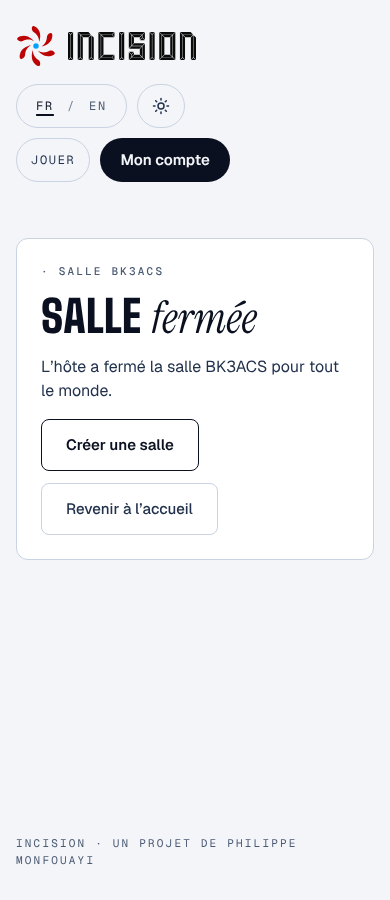 INCISION
FR / EN
JOUER
Mon compte
· SALLE BK3ACS
SALLE fermée
L’hôte a fermé la salle BK3ACS pour tout
le monde.
Créer une salle
Revenir à l’accueil
INCISION · UN PROJET DE PHILIPPE
MONFOUAYI